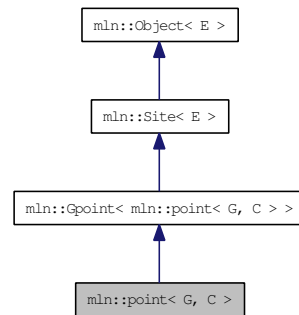 mln::Object< E >
mln::Site< E >
mln::Gpoint< mln::point< G, C > >
mln::point< G, C >